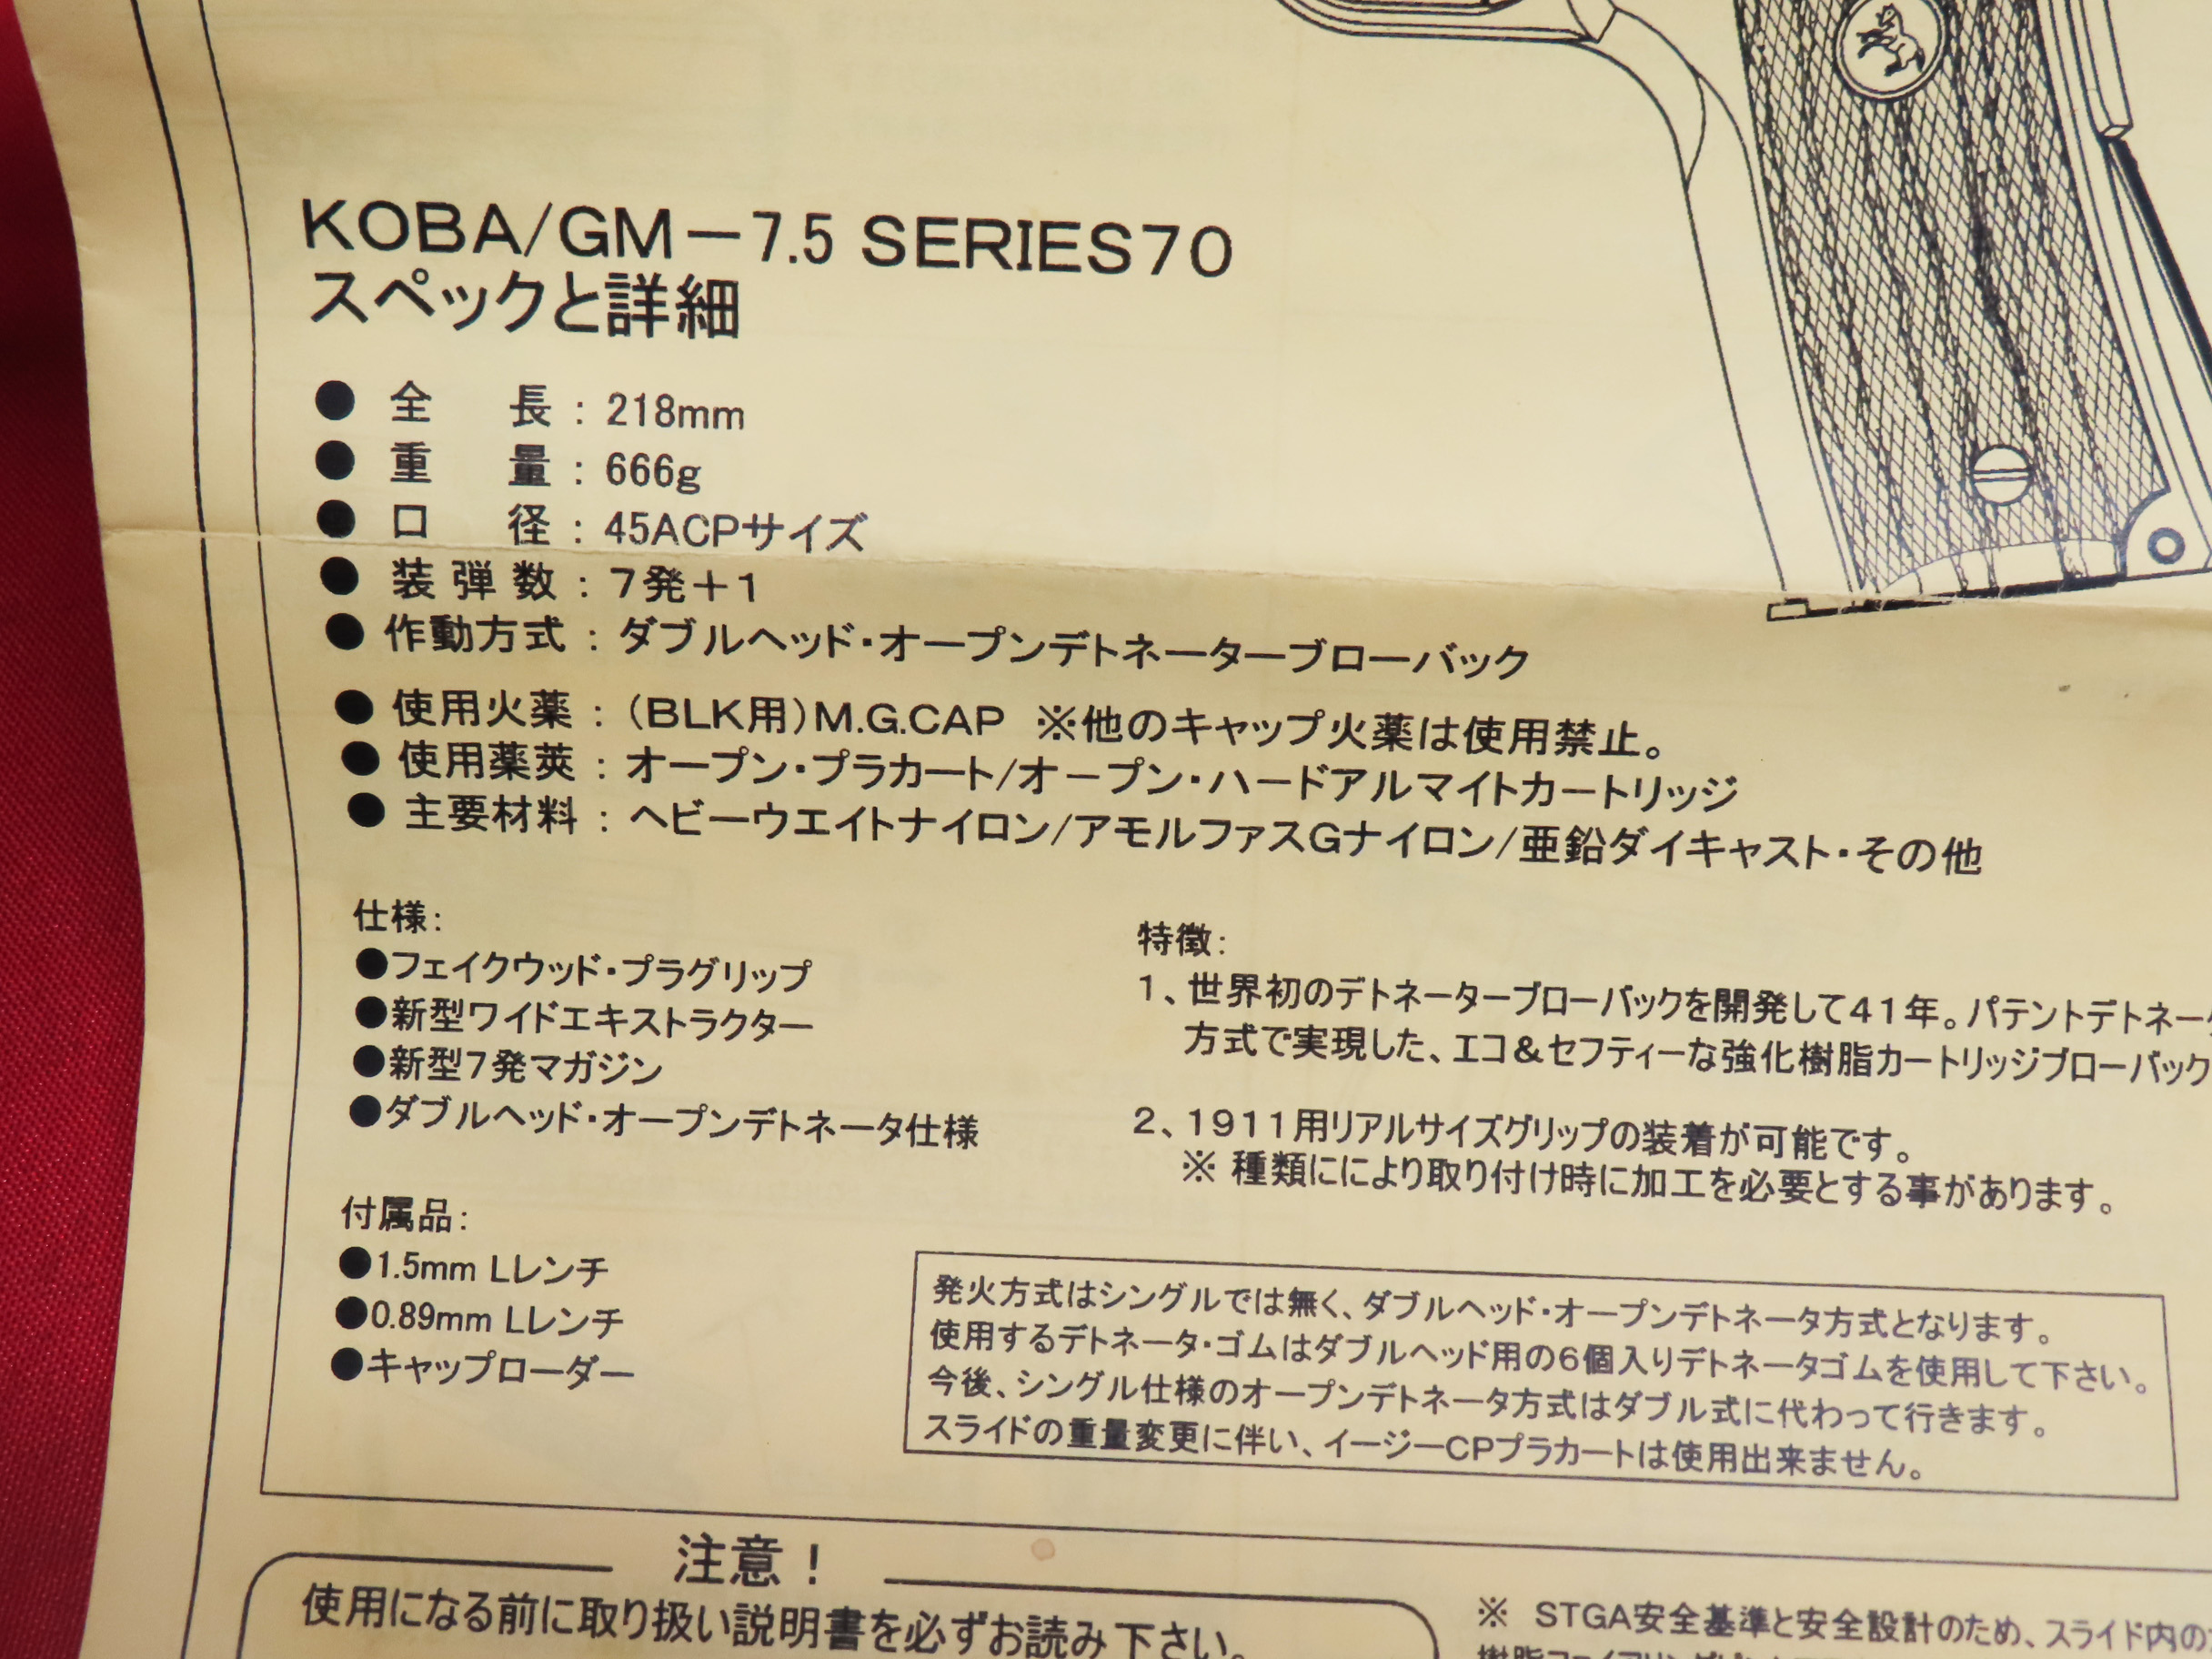 KOBA/GM－7.5 SERIES70
スペックと詳細
● 全　長：218mm
● 重　量：666g
● 口　径：45ACPサイズ
● 装弾数：7発＋1
● 作動方式：ダブルヘッド・オープンデトネーターブローバック
● 使用火薬：（BLK用）M.G.CAP ※他のキャップ火薬は使用禁止。
● 使用薬莢：オープン・プラカート/オープン・ハードアルマイトカートリッジ
● 主要材料：ヘビーウエイトナイロン/アモルファスGナイロン/亜鉛ダイキャスト・その他
仕様：
●フェイクウッド・プラグリップ
●新型ワイドエキストラクター
●新型7発マガジン
●ダブルヘッド・オープンデトネータ仕様
付属品：
●1.5mm Lレンチ
●0.89mm Lレンチ
●キャップローダー
特徴：
1、世界初のデトネーターブローバックを開発して41年。パテントデトネー
方式で実現した、エコ＆セフティーな強化樹脂カートリッジブローバック
2、1911用リアルサイズグリップの装着が可能です。
※ 種類ににより取り付け時に加工を必要とする事があります。
発火方式はシングルでは無く、ダブルヘッド・オープンデトネータ方式となります。
使用するデトネータ・ゴムはダブルヘッド用の6個入りデトネータゴムを使用して下さい。
今後、シングル仕様のオープンデトネータ方式はダブル式に代わって行きます。
スライドの重量変更に伴い、イージーCPプラカートは使用出来ません。
注意！
使用になる前に取り扱い説明書を必ずお読み下さい。
※ STGA安全基準と安全設計のため、スライド内の